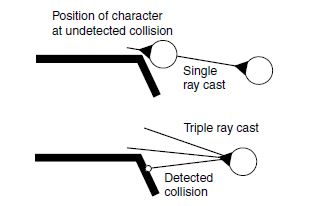 Position of character
at undetected collision
Single
ray cast
Triple ray cast
Detected
collision